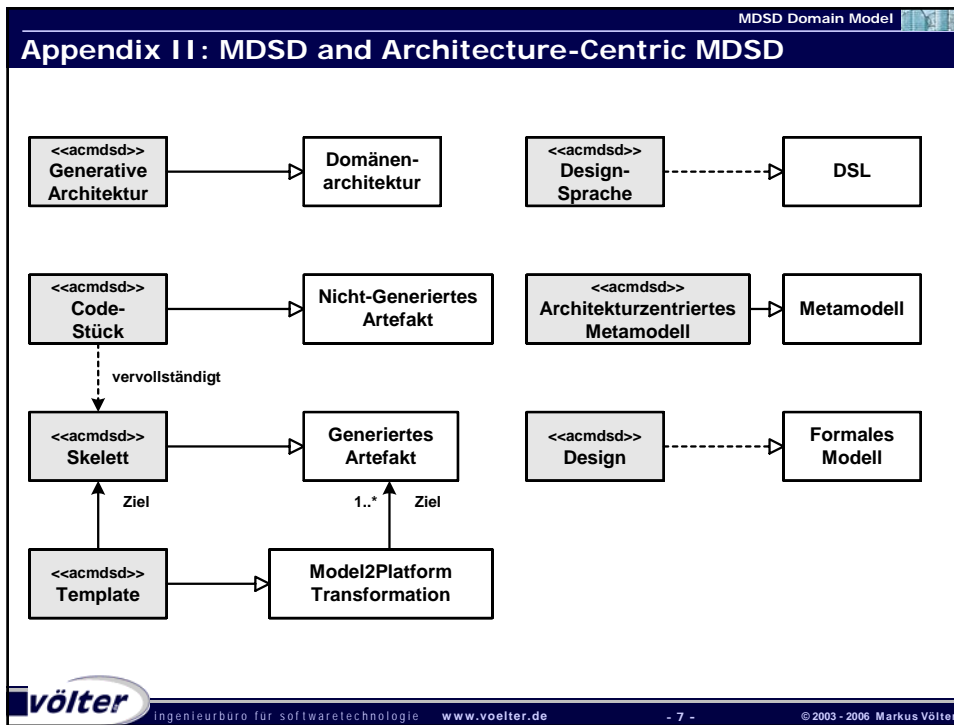 MDSD Domain Model
Appendix II: MDSD and Architecture-Centric MDSD
<<acmdsd>>
Generative
Architektur
Domänen-
architektur
<<acmdsd>>
Design-
Sprache
DSL
<<acmdsd>>
Code-
Stück
Nicht-Generiertes
Artefakt
<<acmdsd>>
Architekturzentriertes
Metamodell
Metamodell
vervollständigt
<<acmdsd>>
Skelett
Generiertes
Artefakt
<<acmdsd>>
Design
Formales
Modell
Ziel
1..* Ziel
<<acmdsd>>
Template
Model2Platform
Transformation
völter
ingenieurbüro für softwaretechnologie www.voelter.de - 7 - © 2003 - 2006 Markus Völter